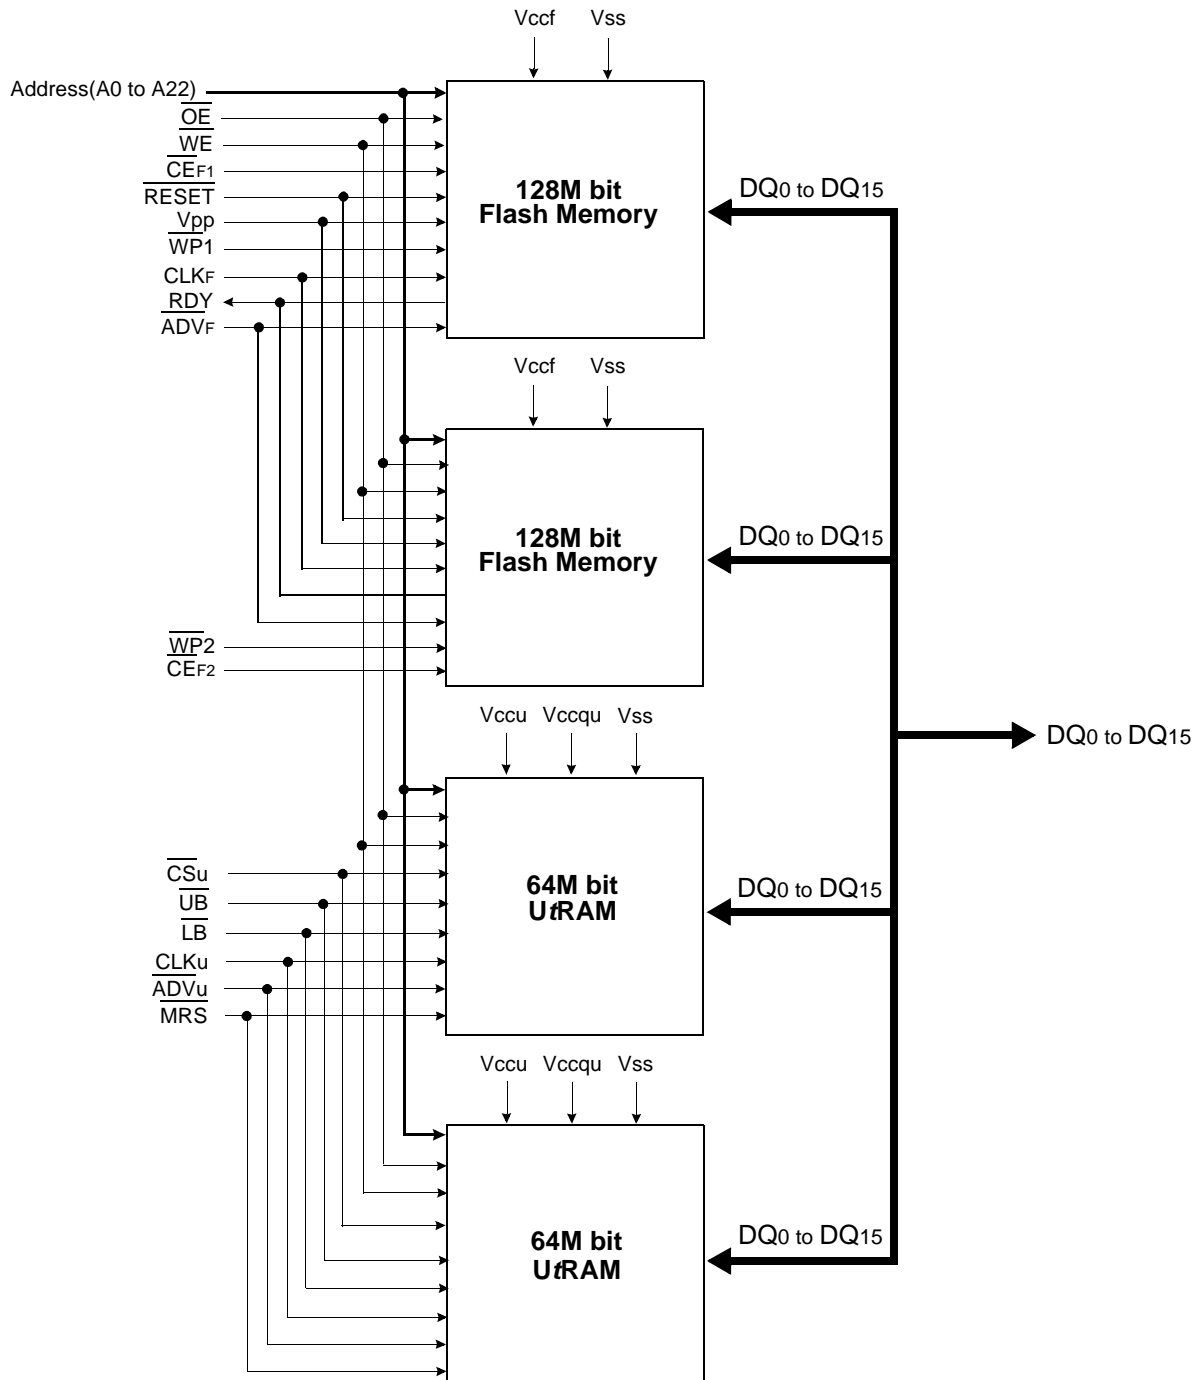 Vccf Vss
Address(A0 to A22)
OE
WE
CEF1
RESET
Vpp
WP1
CLKF
RDY
ADVF
128M bit
Flash Memory
DQ0 to DQ15
Vccf Vss
128M bit
Flash Memory
DQ0 to DQ15
WP2
CEF2
Vccu Vccqu Vss
DQ0 to DQ15
CSu
UB
LB
CLKu
ADVu
MRS
64M bit
UtRAM
DQ0 to DQ15
Vccu Vccqu Vss
64M bit
UtRAM
DQ0 to DQ15